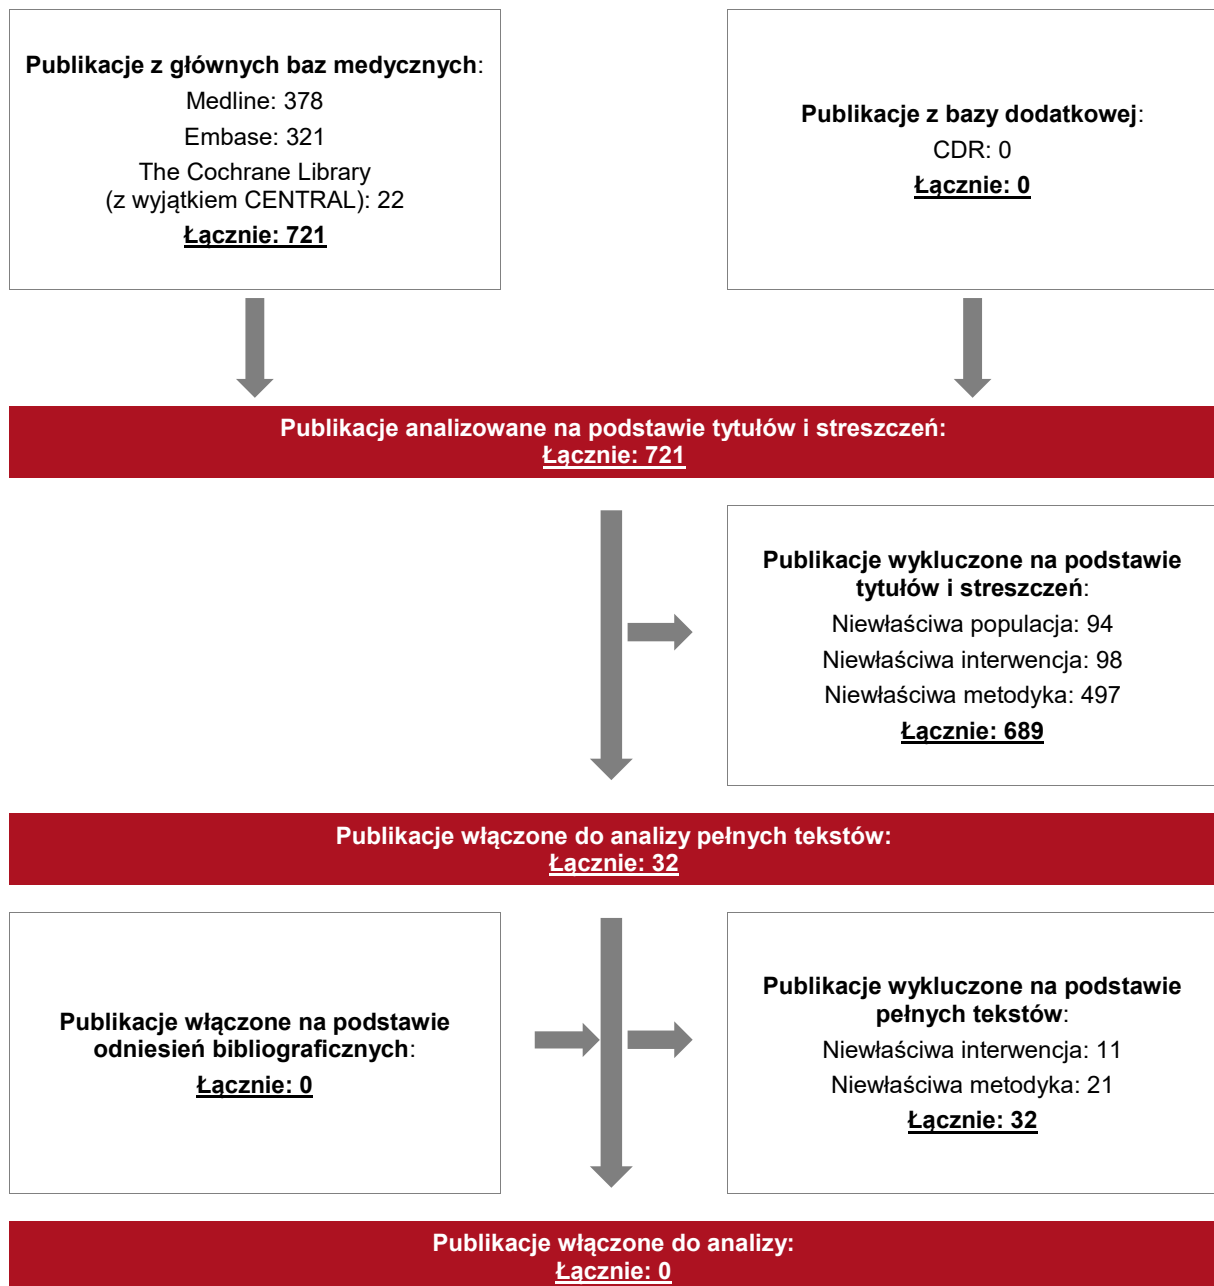 Publikacje z głównych baz medycznych:
Medline: 378
Embase: 321
The Cochrane Library
(z wyjątkiem CENTRAL): 22
Łącznie: 721
Publikacje z bazy dodatkowej:
CDR: 0
Łącznie: 0
Publikacje analizowane na podstawie tytułów i streszczeń:
Łącznie: 721
Publikacje wykluczone na podstawie
tytułów i streszczeń:
Niewłaściwa populacja: 94
Niewłaściwa interwencja: 98
Niewłaściwa metodyka: 497
Łącznie: 689
Publikacje włączone do analizy pełnych tekstów:
Łącznie: 32
Publikacje włączone na podstawie
odniesień bibliograficznych:
Łącznie: 0
Publikacje wykluczone na podstawie
pełnych tekstów:
Niewłaściwa interwencja: 11
Niewłaściwa metodyka: 21
Łącznie: 32
Publikacje włączone do analizy:
Łącznie: 0